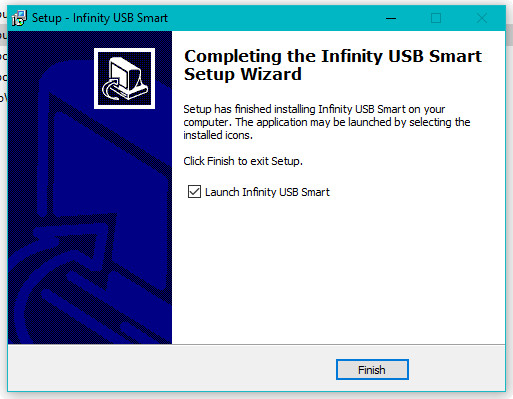 Setup - Infinity USB Smart
Completing the Infinity USB Smart
Setup Wizard
Setup has finished installing Infinity USB Smart on your
computer. The application may be launched by selecting the
installed icons.
Click Finish to exit Setup.
Launch Infinity USB Smart
Finish